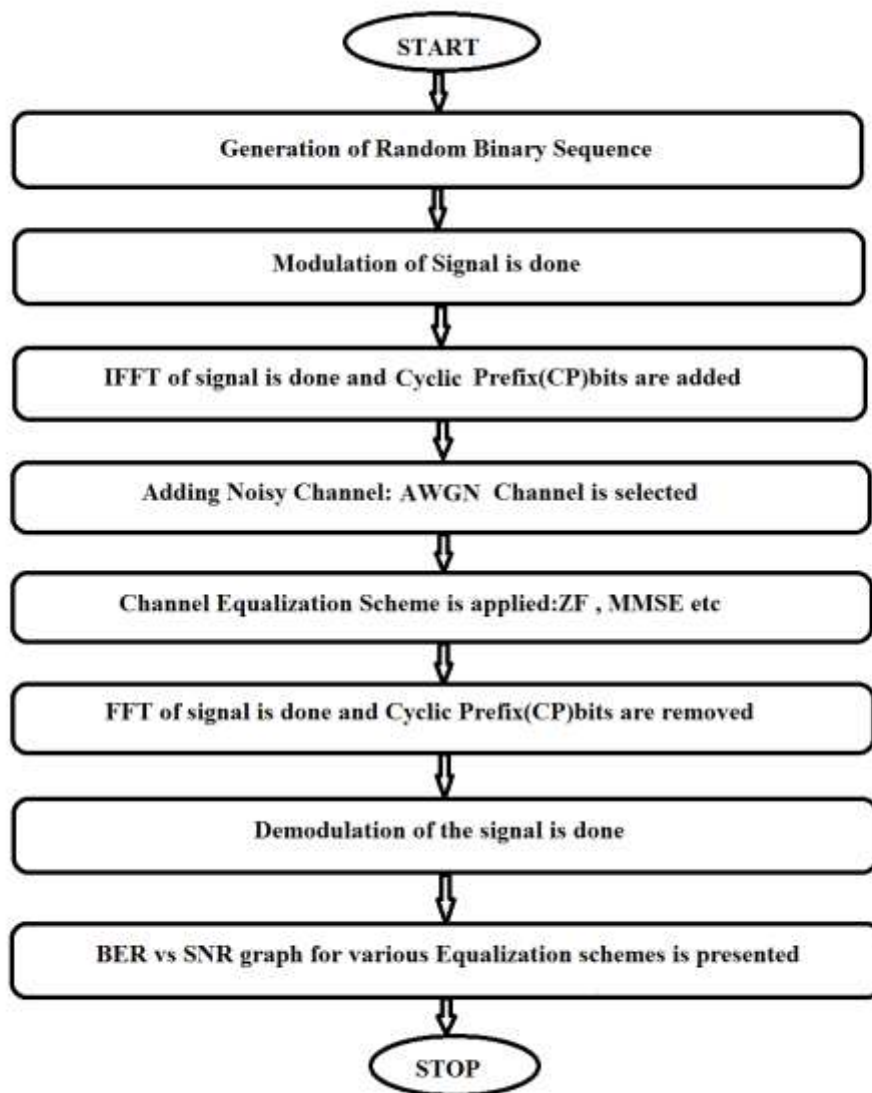 START
Generation of Random Binary Sequence
Modulation of Signal is done
IFFT of signal is done and Cyclic Prefix(CP)bits are added
Adding Noisy Channel: AWGN Channel is selected
Channel Equalization Scheme is applied:ZF , MMSE etc
FFT of signal is done and Cyclic Prefix(CP)bits are removed
Demodulation of the signal is done
BER vs SNR graph for various Equalization schemes is presented
STOP